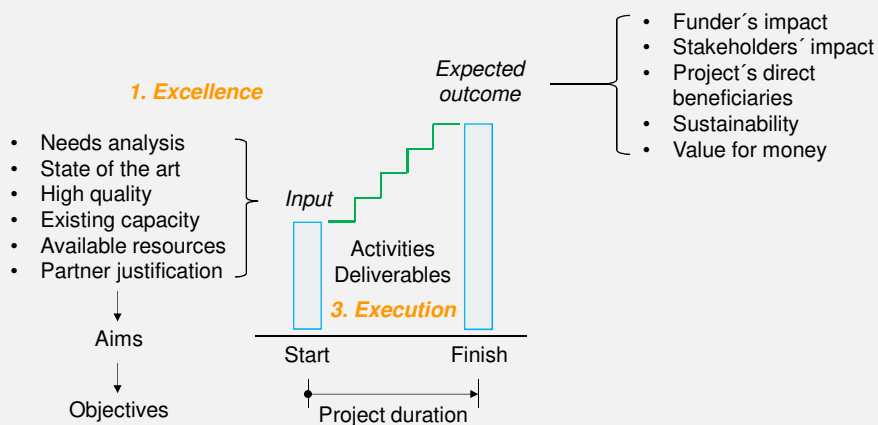 1. Excellence
• Needs analysis
• State of the art
• High quality
• Existing capacity
• Available resources
• Partner justification
Aims
Objectives
Input
Expected
outcome
Activities
Deliverables
3. Execution
Start
Finish
Project duration
• Funder´s impact
• Stakeholders´ impact
• Project´s direct
beneficiaries
• Sustainability
• Value for money